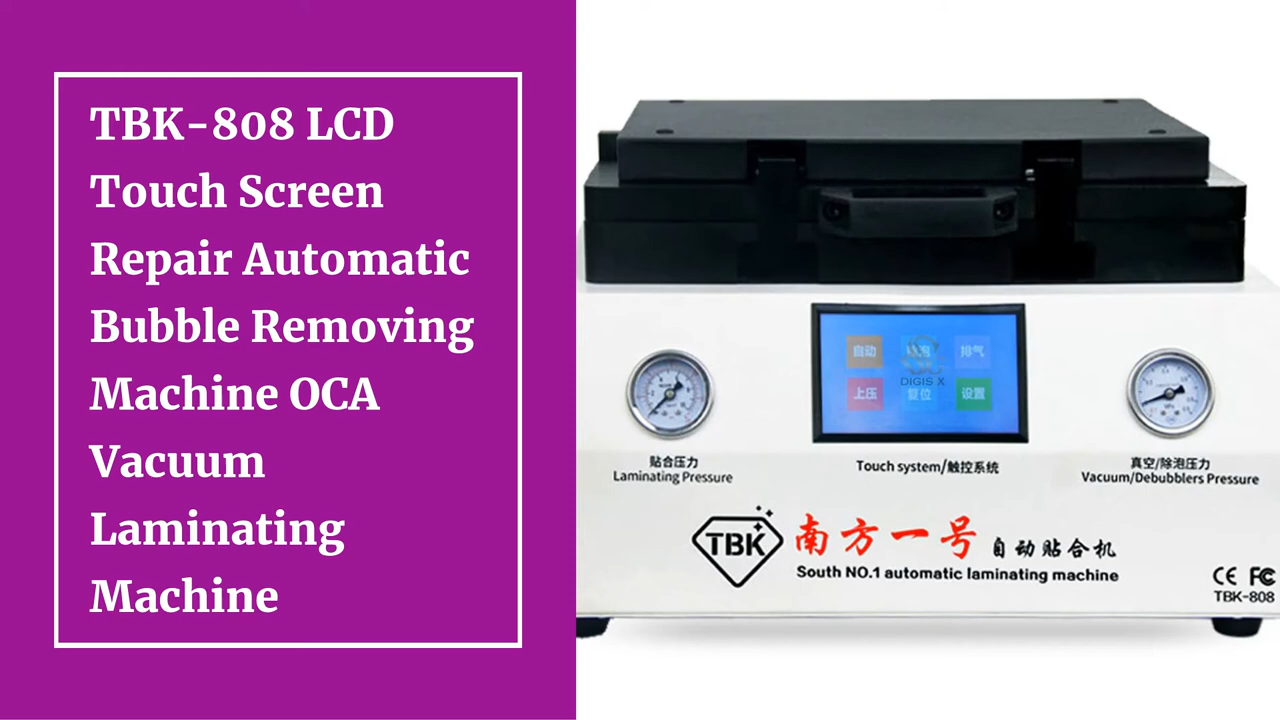 TBK-808 LCD
Touch Screen
Repair Automatic
Bubble Removing
Machine OCA
Vacuum
Laminating
Machine
自动
排气
DIGIS X
上压 复位 设置
贴合压力
Laminating Pressure
Touch system/触控系统
真空/除泡压力
Vacuum/Debubblers Pressure
TBK 南方一号 自动贴合机
South NO.1 automatic laminating machine
CE FC
TBK-808